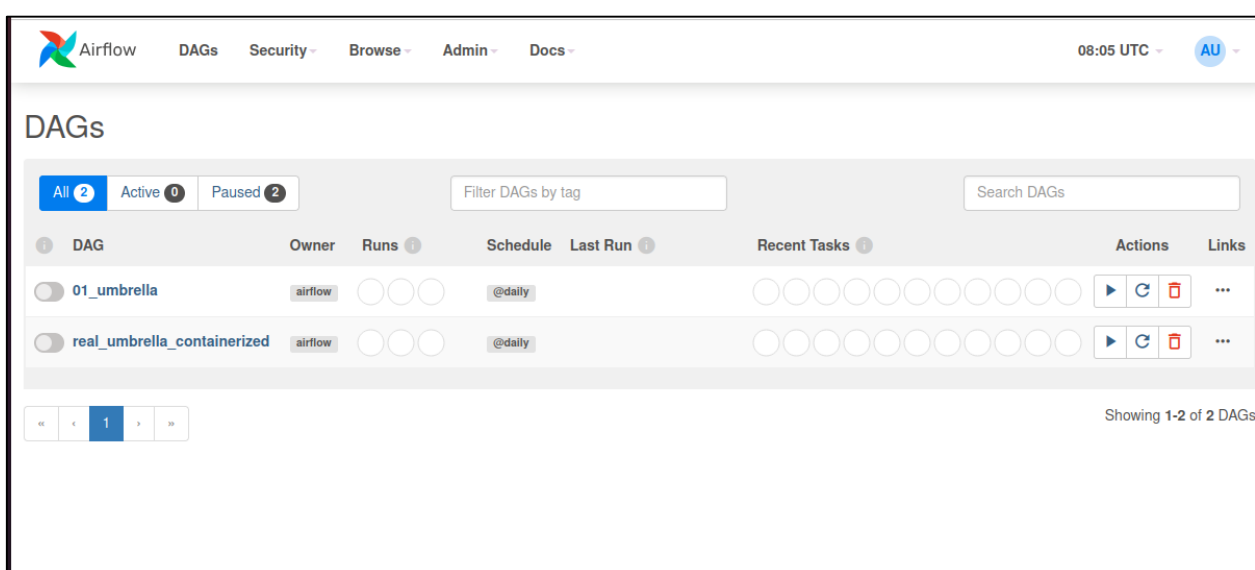 Airflow DAGs Security Browse Admin Docs 08:05 UTC AU
DAGs
All 2 Active 0 Paused 2 Filter DAGs by tag Search DAGs
i DAG Owner Runs i Schedule Last Run i Recent Tasks i Actions Links
01_umbrella airflow @daily ...
real_umbrella_containerized airflow @daily ...
« ‹ 1 › » Showing 1-2 of 2 DAGs